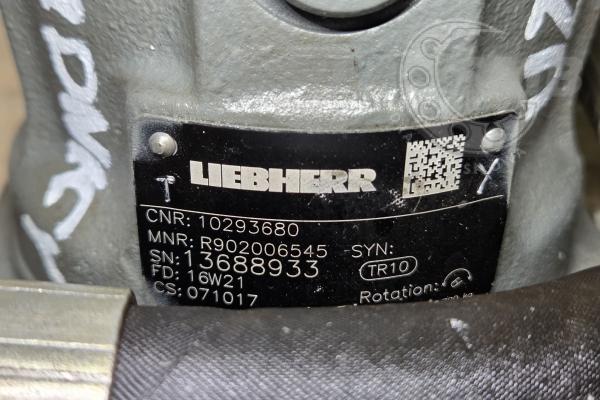 LIEBHERR
T Y
CNR: 10293680
MNR: R902006545 -SYN:
SN: 13688933
TR10
FD: 16W21
Rotation:
CS: 071017